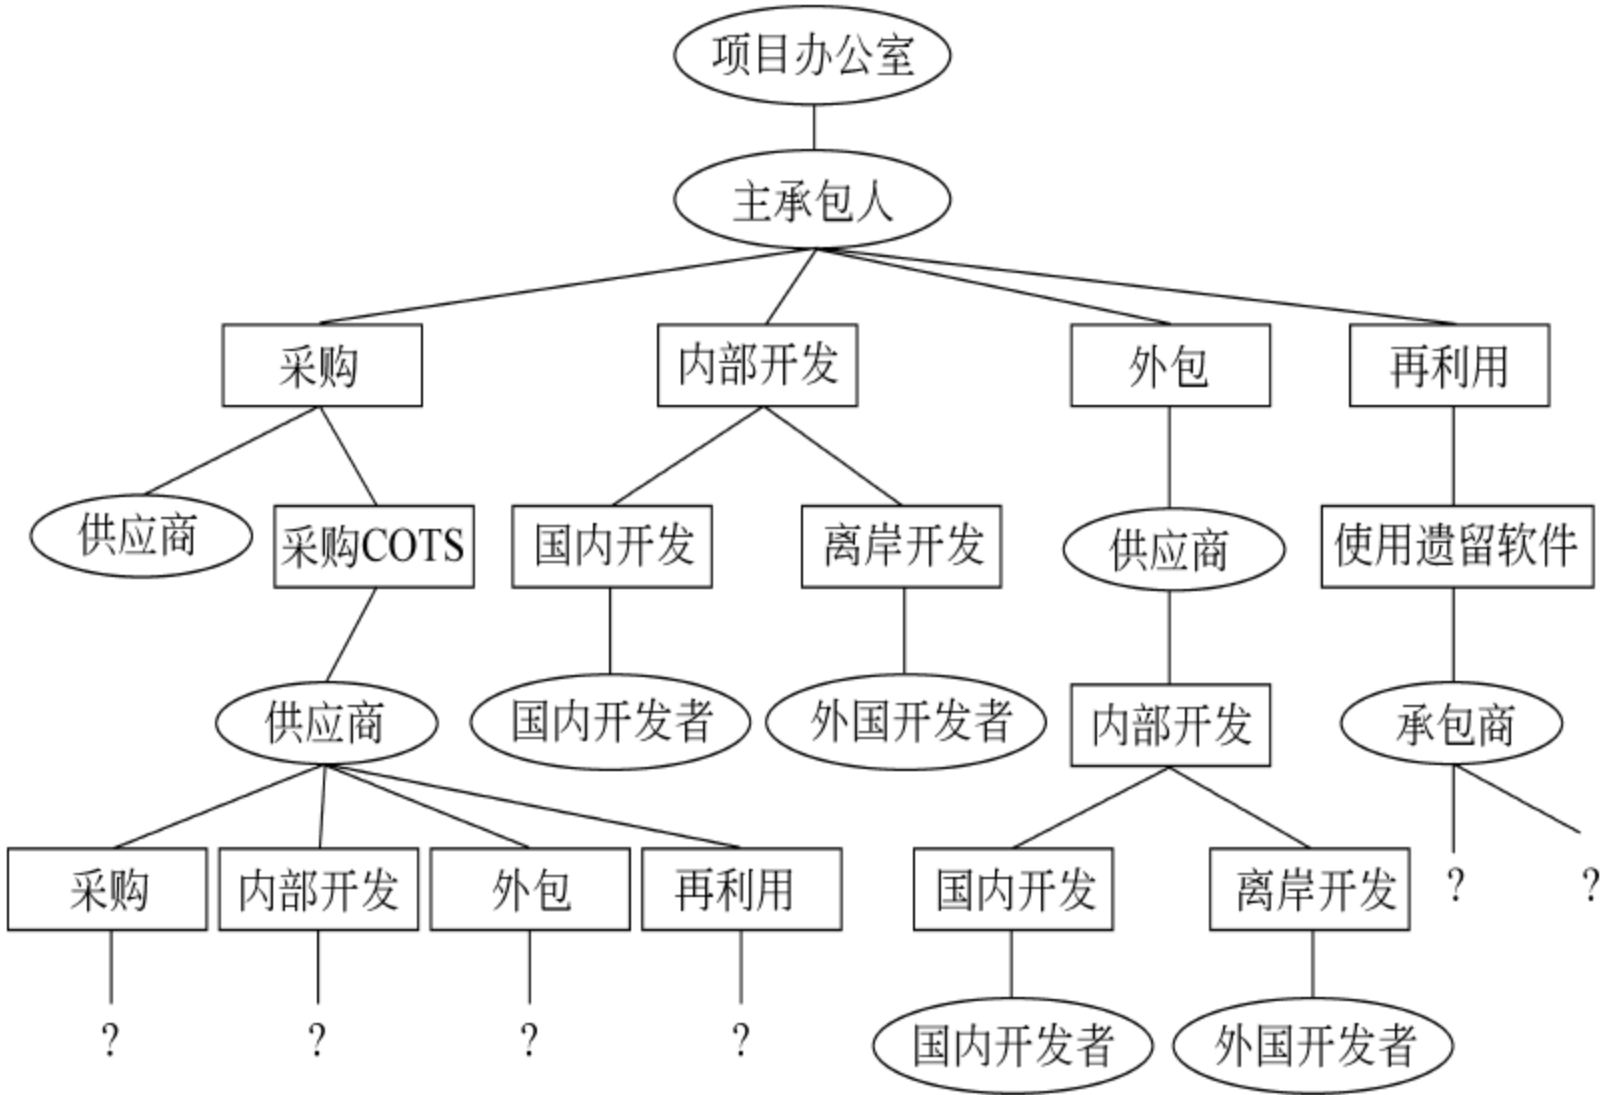 项目办公室
主承包人
采购
内部开发
外包
再利用
供应商
采购COTS
国内开发
离岸开发
供应商
使用遗留软件
供应商
国内开发者
外国开发者
内部开发
承包商
采购
内部开发
外包
再利用
国内开发
离岸开发
?
?
?
?
?
?
国内开发者
外国开发者